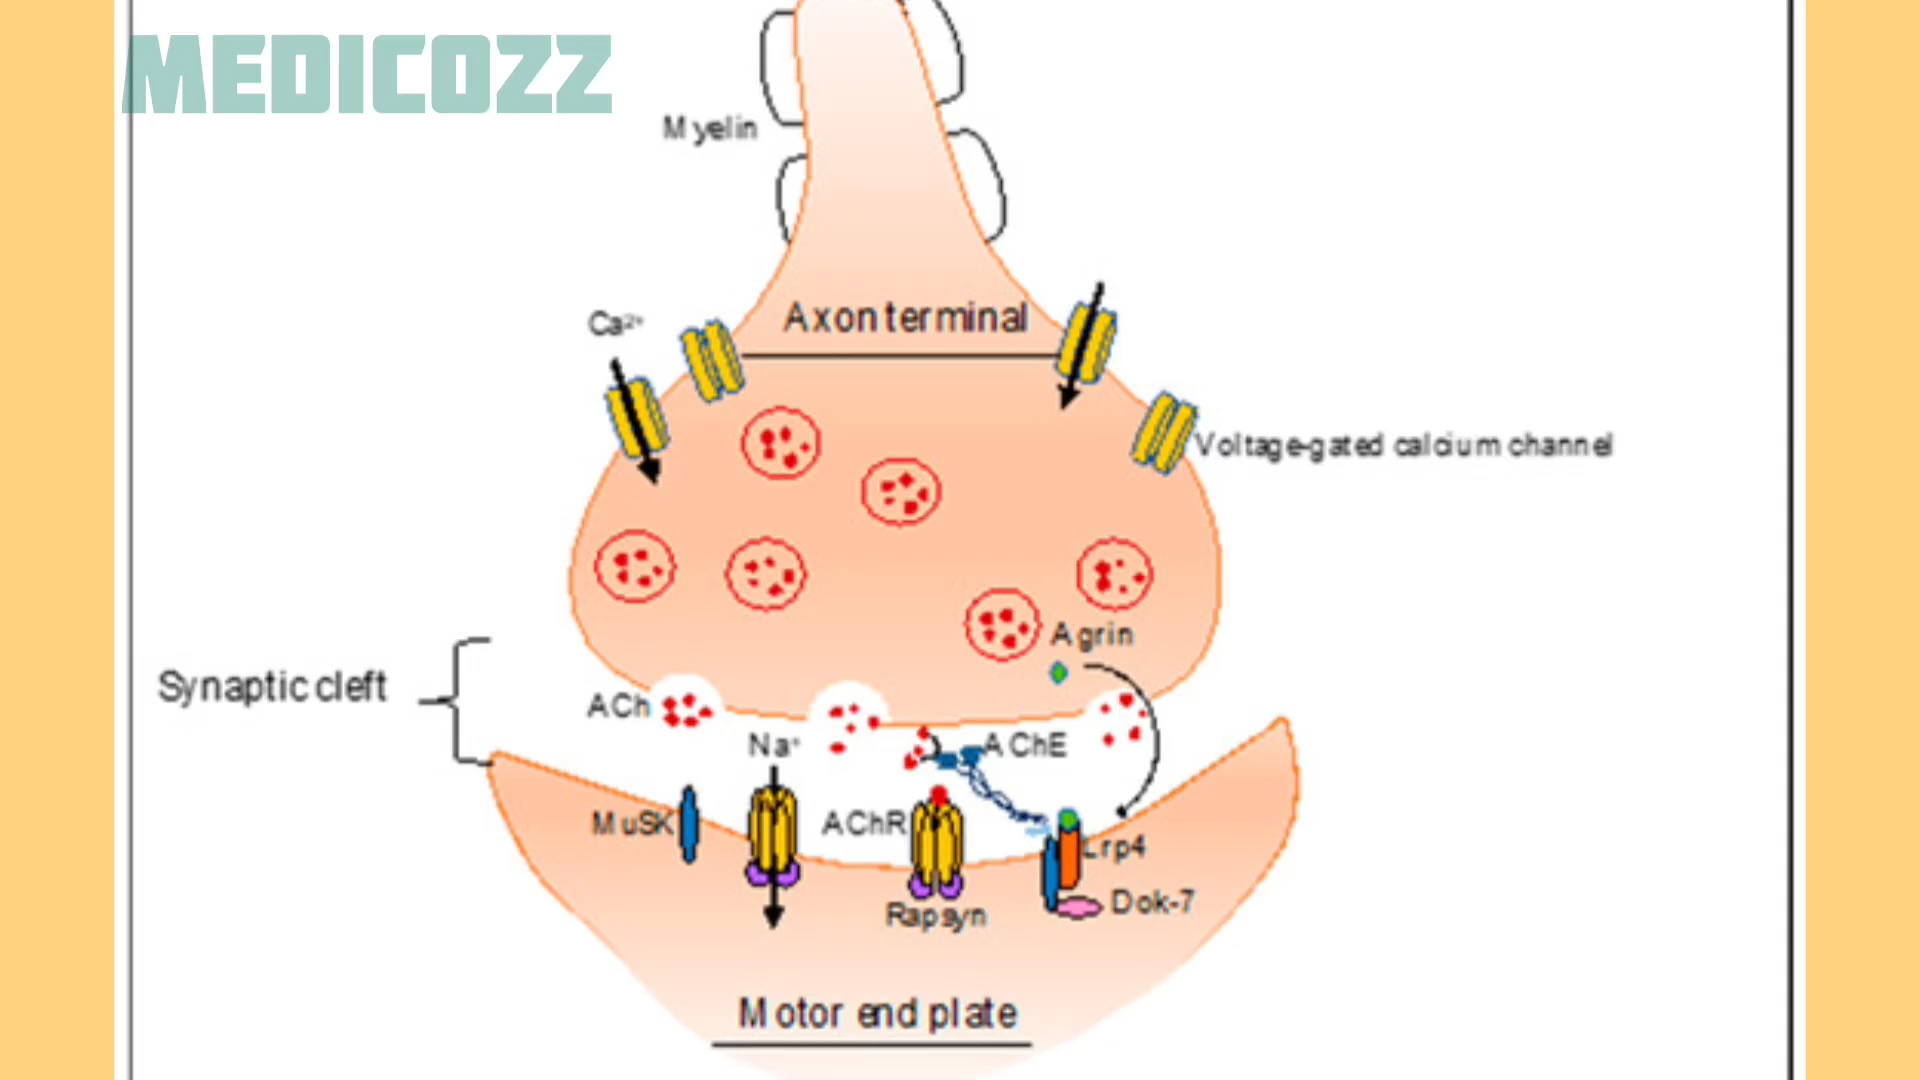 MEDICOZZ
Myelin
Axon terminal
Ca²⁺
Voltage-gated calcium channel
Agrin
Synaptic cleft
ACh
Na⁺
AChE
MuSK
AChR
Lrp4
Dok-7
Rapsyn
Motor end plate